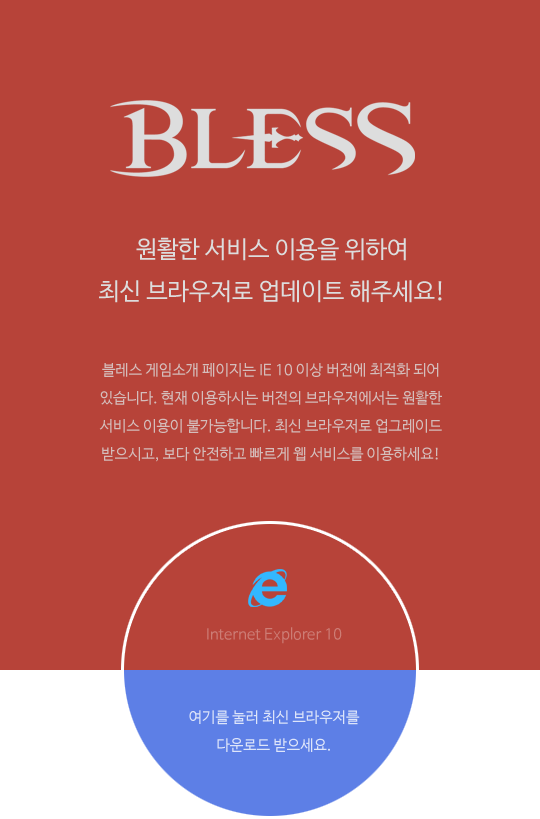 BLESS
원활한 서비스 이용을 위하여
최신 브라우저로 업데이트 해주세요!
블레스 게임소개 페이지는 IE 10 이상 버전에 최적화 되어
있습니다. 현재 이용하시는 버전의 브라우저에서는 원활한
서비스 이용이 불가능합니다. 최신 브라우저로 업그레이드
받으시고, 보다 안전하고 빠르게 웹 서비스를 이용하세요!
Internet Explorer 10
여기를 눌러 최신 브라우저를
다운로드 받으세요.